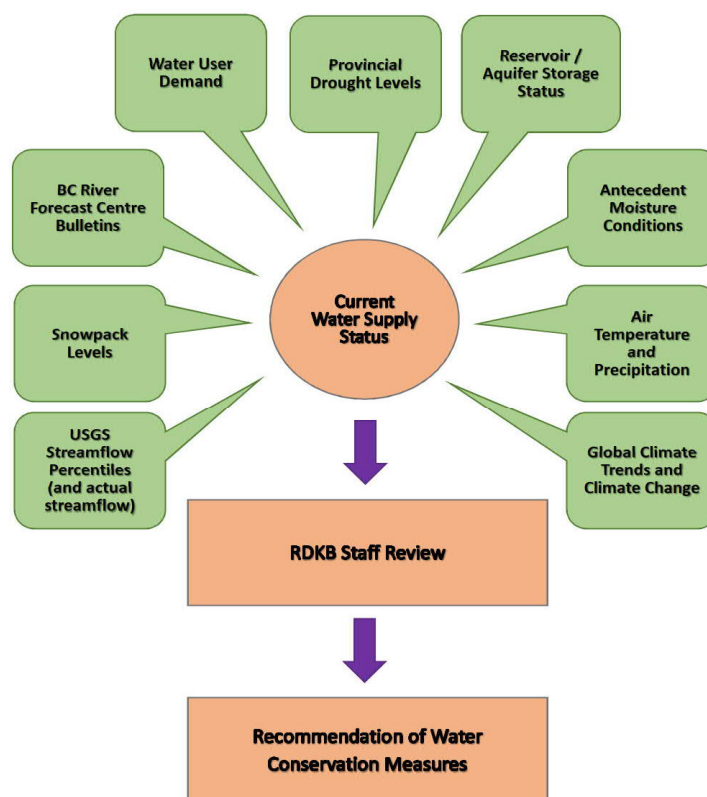 Water User
Demand
Provincial
Drought Levels
Reservoir /
Aquifer Storage
Status
BC River
Forecast Centre
Bulletins
Antecedent
Moisture
Conditions
Current
Water Supply
Status
Snowpack
Levels
Air
Temperature
and
Precipitation
USGS
Streamflow
Percentiles
(and actual
streamflow)
Global Climate
Trends and
Climate Change
RDKB Staff Review
Recommendation of Water
Conservation Measures